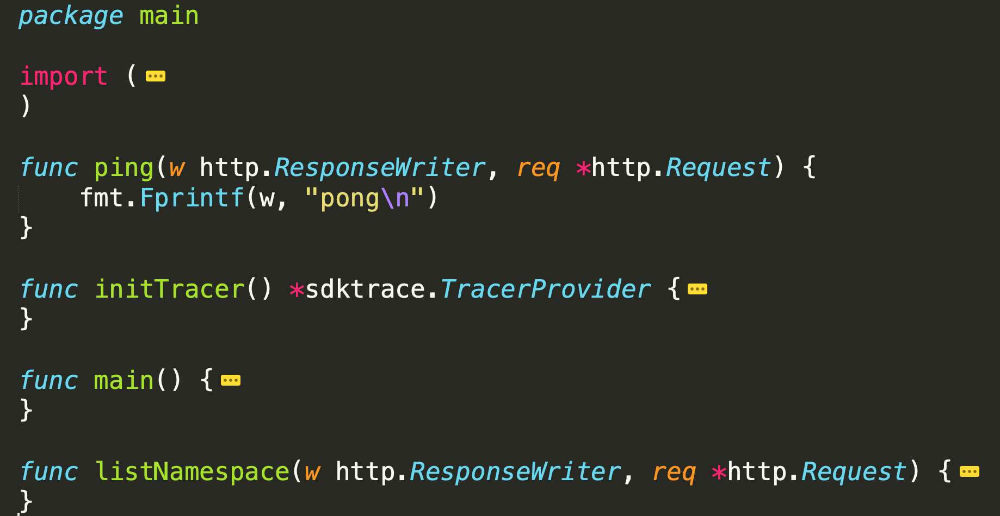 package main
import (
)
func ping(w http.ResponseWriter, req *http.Request) {
    fmt.Fprintf(w, "pong\n")
}
func initTracer() *sdktrace.TracerProvider {
}
func main() {
}
func listNamespace(w http.ResponseWriter, req *http.Request) {
}